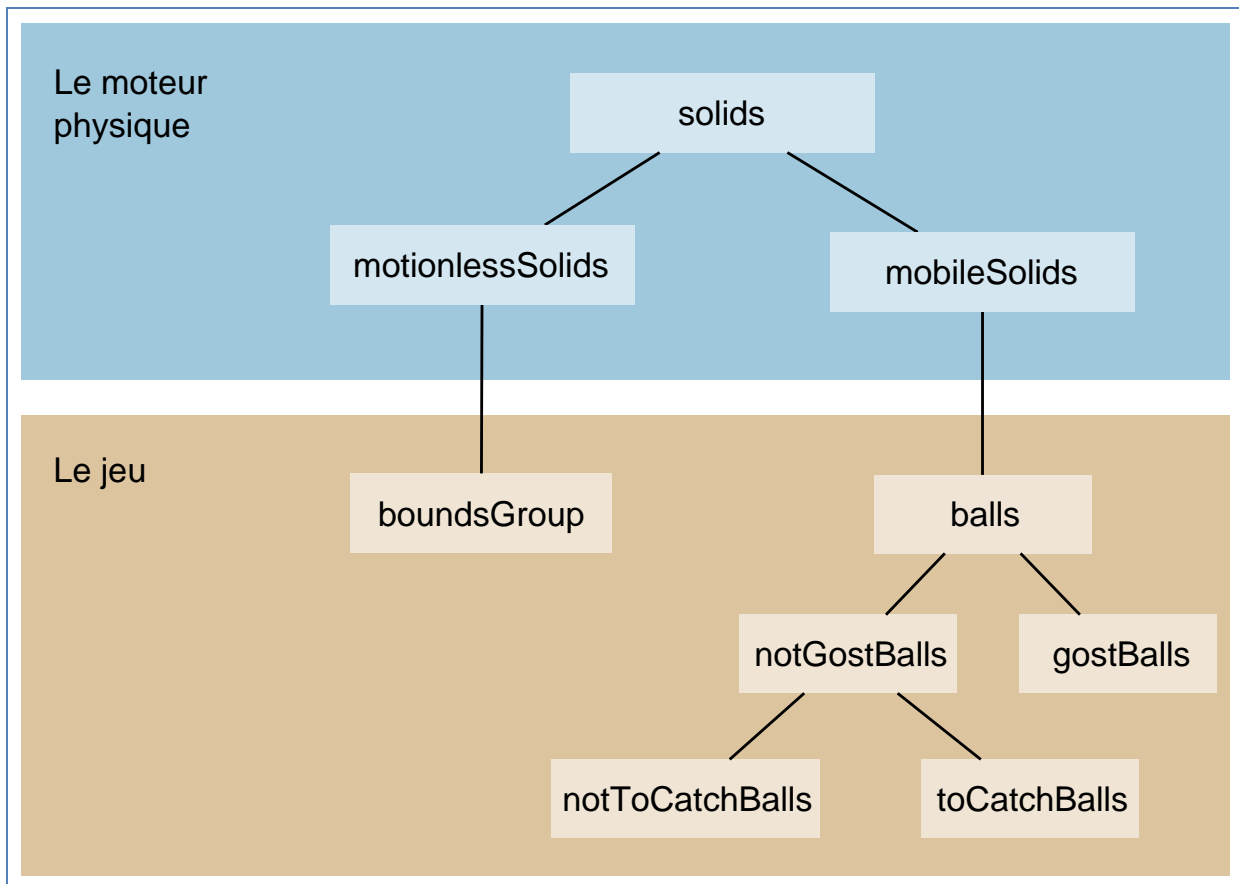 Le moteur
physique
solids
motionlessSolids
mobileSolids
Le jeu
boundsGroup
balls
notGostBalls
gostBalls
notToCatchBalls
toCatchBalls